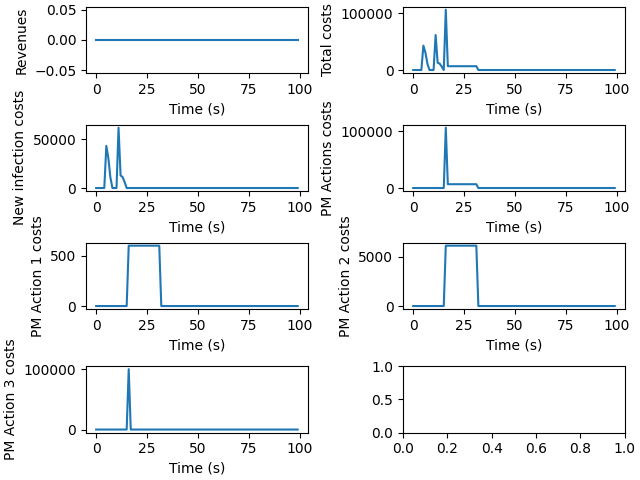 Revenues
0.05
0.00
−0.05
0 25 50 75 100
Time (s)
Total costs
100000
0
0 25 50 75 100
Time (s)
New infection costs
50000
0
0 25 50 75 100
Time (s)
PM Actions costs
100000
0
0 25 50 75 100
Time (s)
PM Action 1 costs
500
0
0 25 50 75 100
Time (s)
PM Action 2 costs
5000
0
0 25 50 75 100
Time (s)
PM Action 3 costs
100000
0
0 25 50 75 100
Time (s)
1.0
0.5
0.0
0.0 0.2 0.4 0.6 0.8 1.0